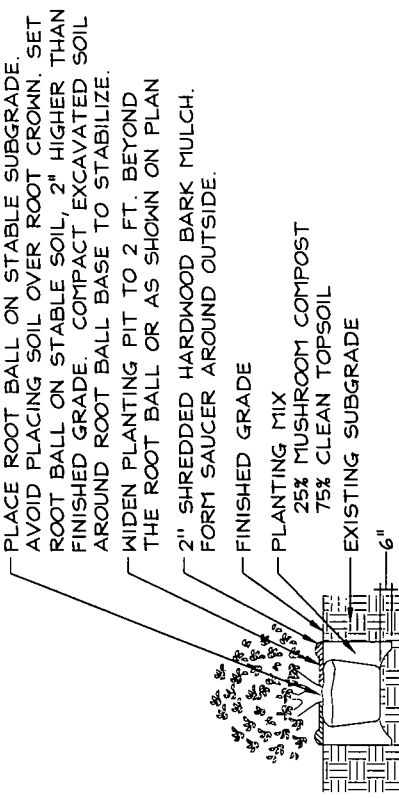 PLACE ROOT BALL ON STABLE SUBGRADE.
AVOID PLACING SOIL OVER ROOT CROWN. SET
ROOT BALL ON STABLE SOIL, 2" HIGHER THAN
FINISHED GRADE. COMPACT EXCAVATED SOIL
AROUND ROOT BALL BASE TO STABILIZE.
WIDEN PLANTING PIT TO 2 FT. BEYOND
THE ROOT BALL OR AS SHOWN ON PLAN
2" SHREDDED HARDWOOD BARK MULCH.
FORM SAUCER AROUND OUTSIDE.
FINISHED GRADE
PLANTING MIX
25% MUSHROOM COMPOST
75% CLEAN TOPSOIL
EXISTING SUBGRADE
6"